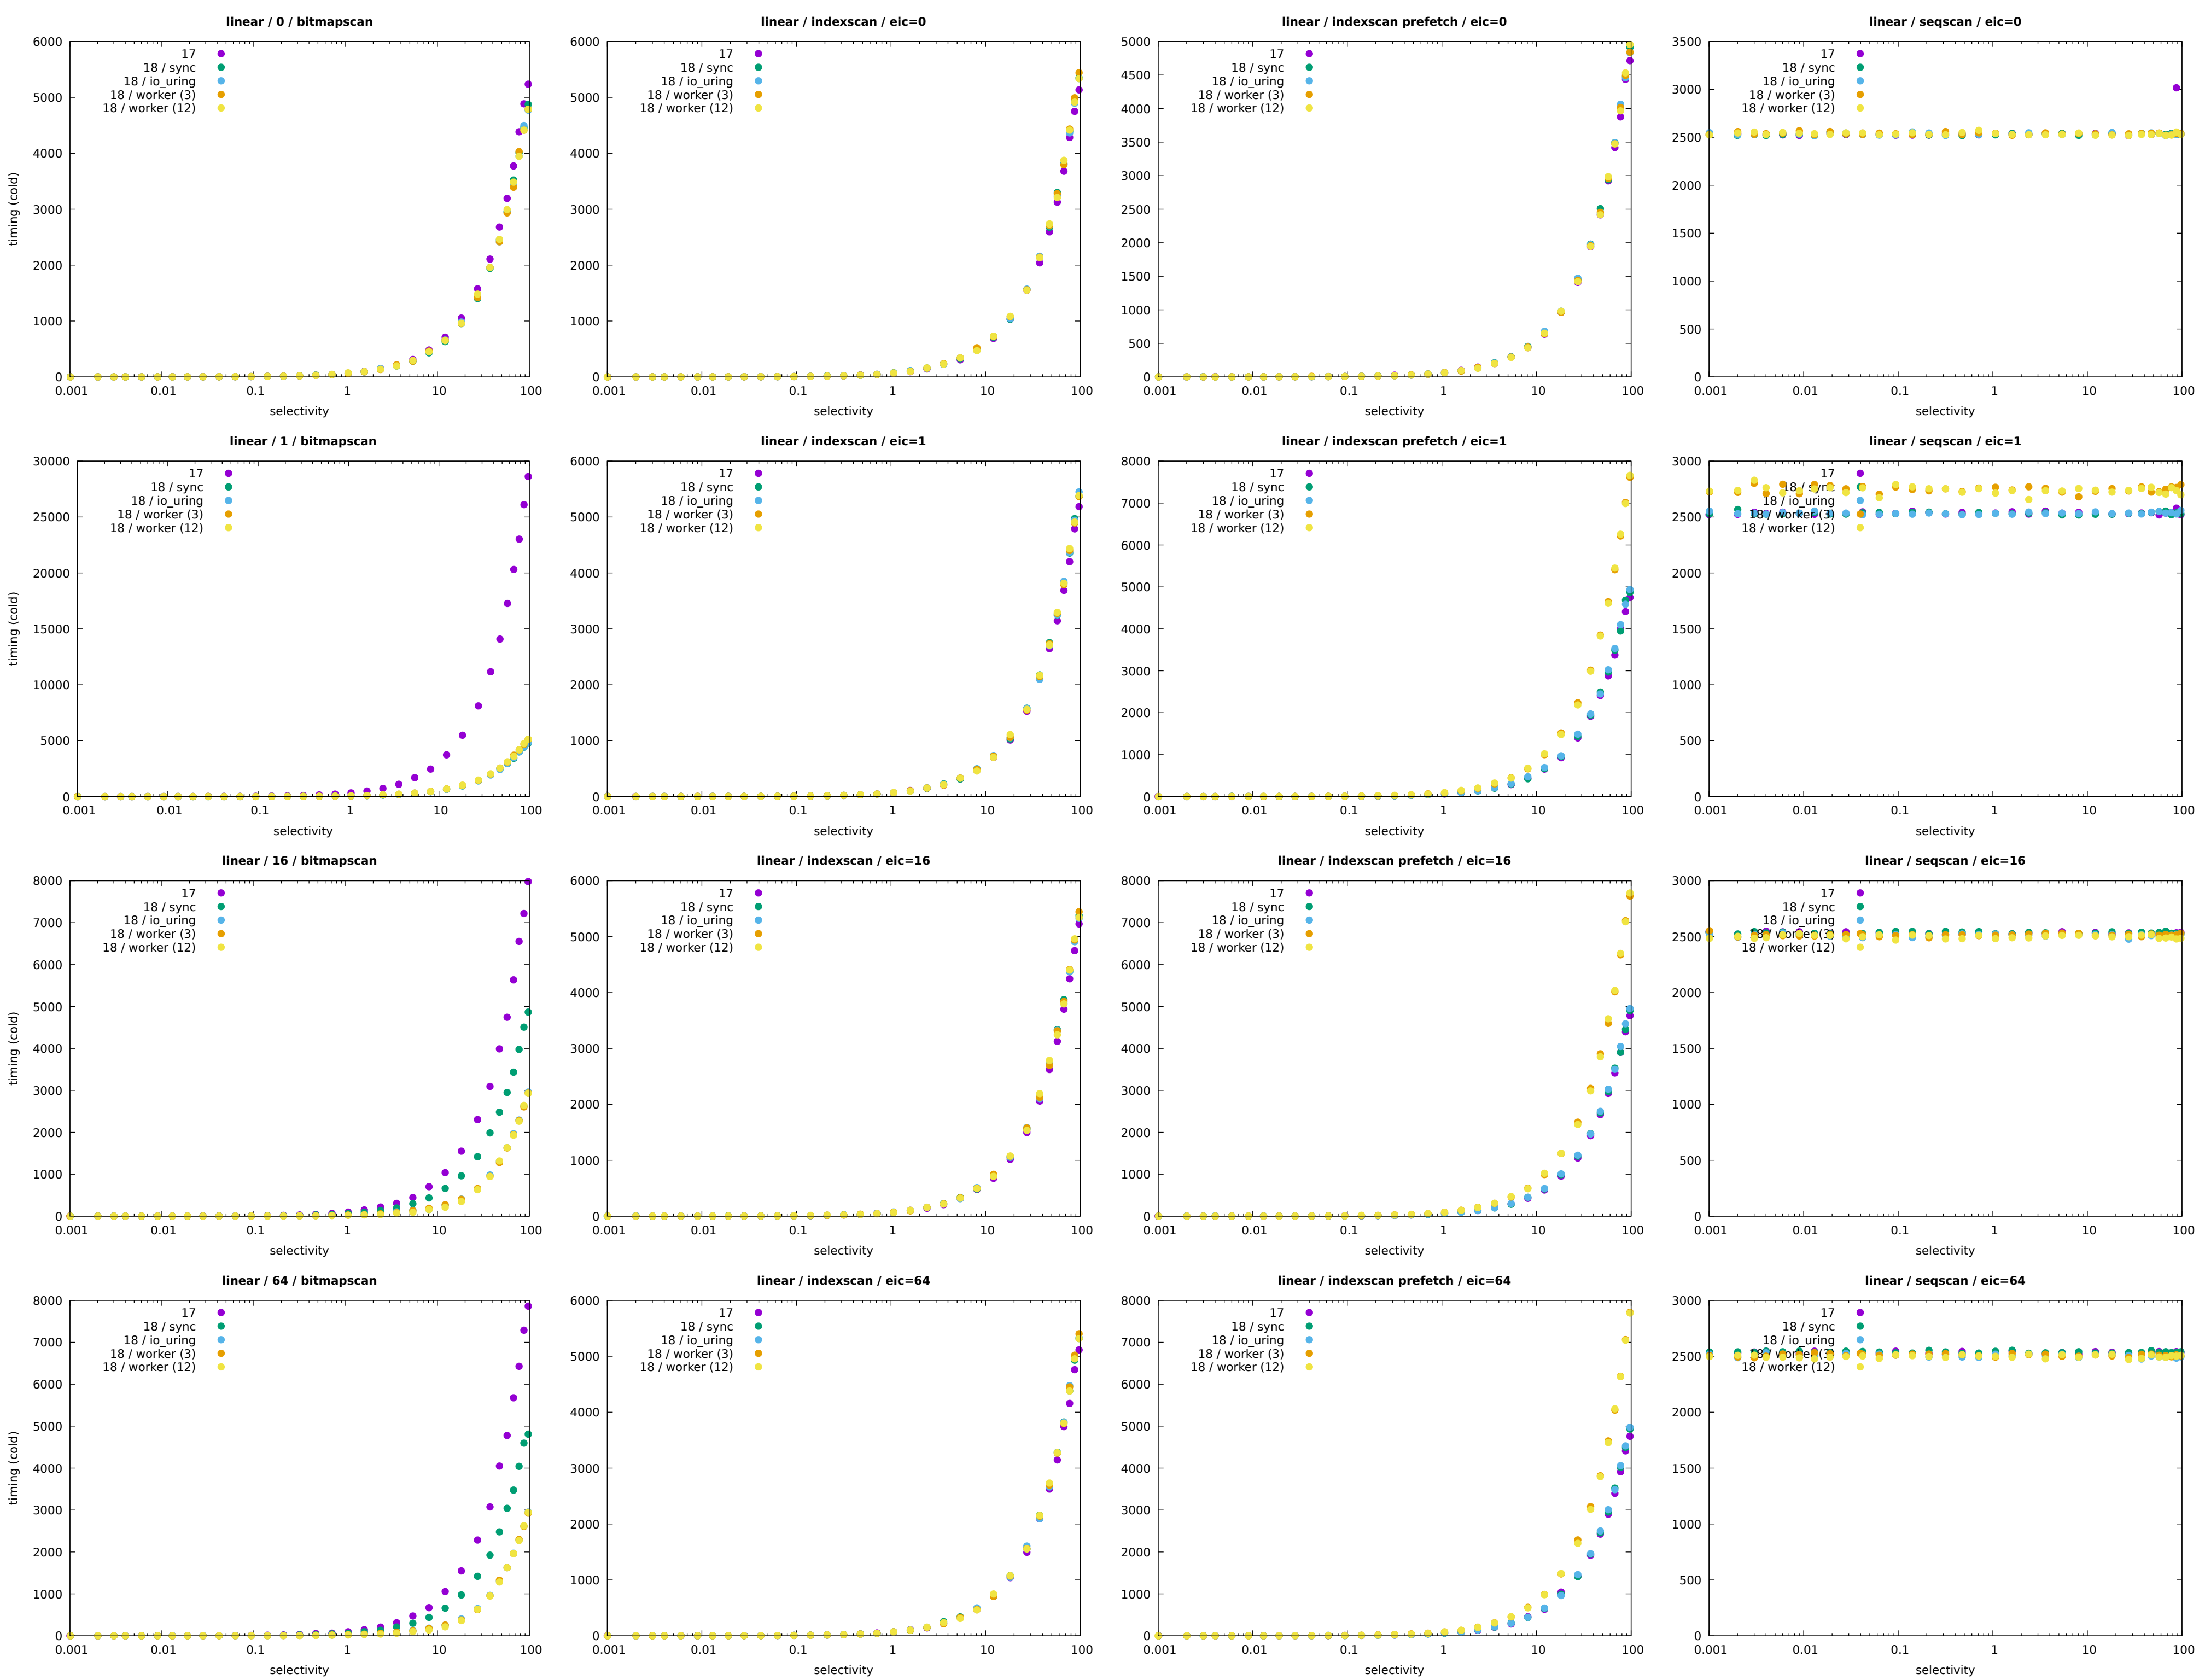 linear / 0 / bitmapscan
timing (cold)
6000
5000
4000
3000
2000
1000
0
17
18 / sync
18 / io_uring
18 / worker (3)
18 / worker (12)
0.001 0.01 0.1 1 10 100
selectivity
linear / indexscan / eic=0
6000
5000
4000
3000
2000
1000
0
17
18 / sync
18 / io_uring
18 / worker (3)
18 / worker (12)
0.001 0.01 0.1 1 10 100
selectivity
linear / indexscan prefetch / eic=0
5000
4500
4000
3500
3000
2500
2000
1500
1000
500
0
17
18 / sync
18 / io_uring
18 / worker (3)
18 / worker (12)
0.001 0.01 0.1 1 10 100
selectivity
linear / seqscan / eic=0
3500
3000
2500
2000
1500
1000
500
0
17
18 / sync
18 / io_uring
18 / worker (3)
18 / worker (12)
0.001 0.01 0.1 1 10 100
selectivity
linear / 1 / bitmapscan
timing (cold)
30000
25000
20000
15000
10000
5000
0
17
18 / sync
18 / io_uring
18 / worker (3)
18 / worker (12)
0.001 0.01 0.1 1 10 100
selectivity
linear / indexscan / eic=1
6000
5000
4000
3000
2000
1000
0
17
18 / sync
18 / io_uring
18 / worker (3)
18 / worker (12)
0.001 0.01 0.1 1 10 100
selectivity
linear / indexscan prefetch / eic=1
8000
7000
6000
5000
4000
3000
2000
1000
0
17
18 / sync
18 / io_uring
18 / worker (3)
18 / worker (12)
0.001 0.01 0.1 1 10 100
selectivity
linear / seqscan / eic=1
3000
2500
2000
1500
1000
500
0
17
18 / sync
18 / io_uring
18 / worker (3)
18 / worker (12)
0.001 0.01 0.1 1 10 100
selectivity
linear / 16 / bitmapscan
timing (cold)
8000
7000
6000
5000
4000
3000
2000
1000
0
17
18 / sync
18 / io_uring
18 / worker (3)
18 / worker (12)
0.001 0.01 0.1 1 10 100
selectivity
linear / indexscan / eic=16
6000
5000
4000
3000
2000
1000
0
17
18 / sync
18 / io_uring
18 / worker (3)
18 / worker (12)
0.001 0.01 0.1 1 10 100
selectivity
linear / indexscan prefetch / eic=16
8000
7000
6000
5000
4000
3000
2000
1000
0
17
18 / sync
18 / io_uring
18 / worker (3)
18 / worker (12)
0.001 0.01 0.1 1 10 100
selectivity
linear / seqscan / eic=16
3000
2500
2000
1500
1000
500
0
17
18 / sync
18 / io_uring
18 / worker (3)
18 / worker (12)
0.001 0.01 0.1 1 10 100
selectivity
linear / 64 / bitmapscan
timing (cold)
8000
7000
6000
5000
4000
3000
2000
1000
0
17
18 / sync
18 / io_uring
18 / worker (3)
18 / worker (12)
0.001 0.01 0.1 1 10 100
selectivity
linear / indexscan / eic=64
6000
5000
4000
3000
2000
1000
0
17
18 / sync
18 / io_uring
18 / worker (3)
18 / worker (12)
0.001 0.01 0.1 1 10 100
selectivity
linear / indexscan prefetch / eic=64
8000
7000
6000
5000
4000
3000
2000
1000
0
17
18 / sync
18 / io_uring
18 / worker (3)
18 / worker (12)
0.001 0.01 0.1 1 10 100
selectivity
linear / seqscan / eic=64
3000
2500
2000
1500
1000
500
0
17
18 / sync
18 / io_uring
18 / worker (3)
18 / worker (12)
0.001 0.01 0.1 1 10 100
selectivity